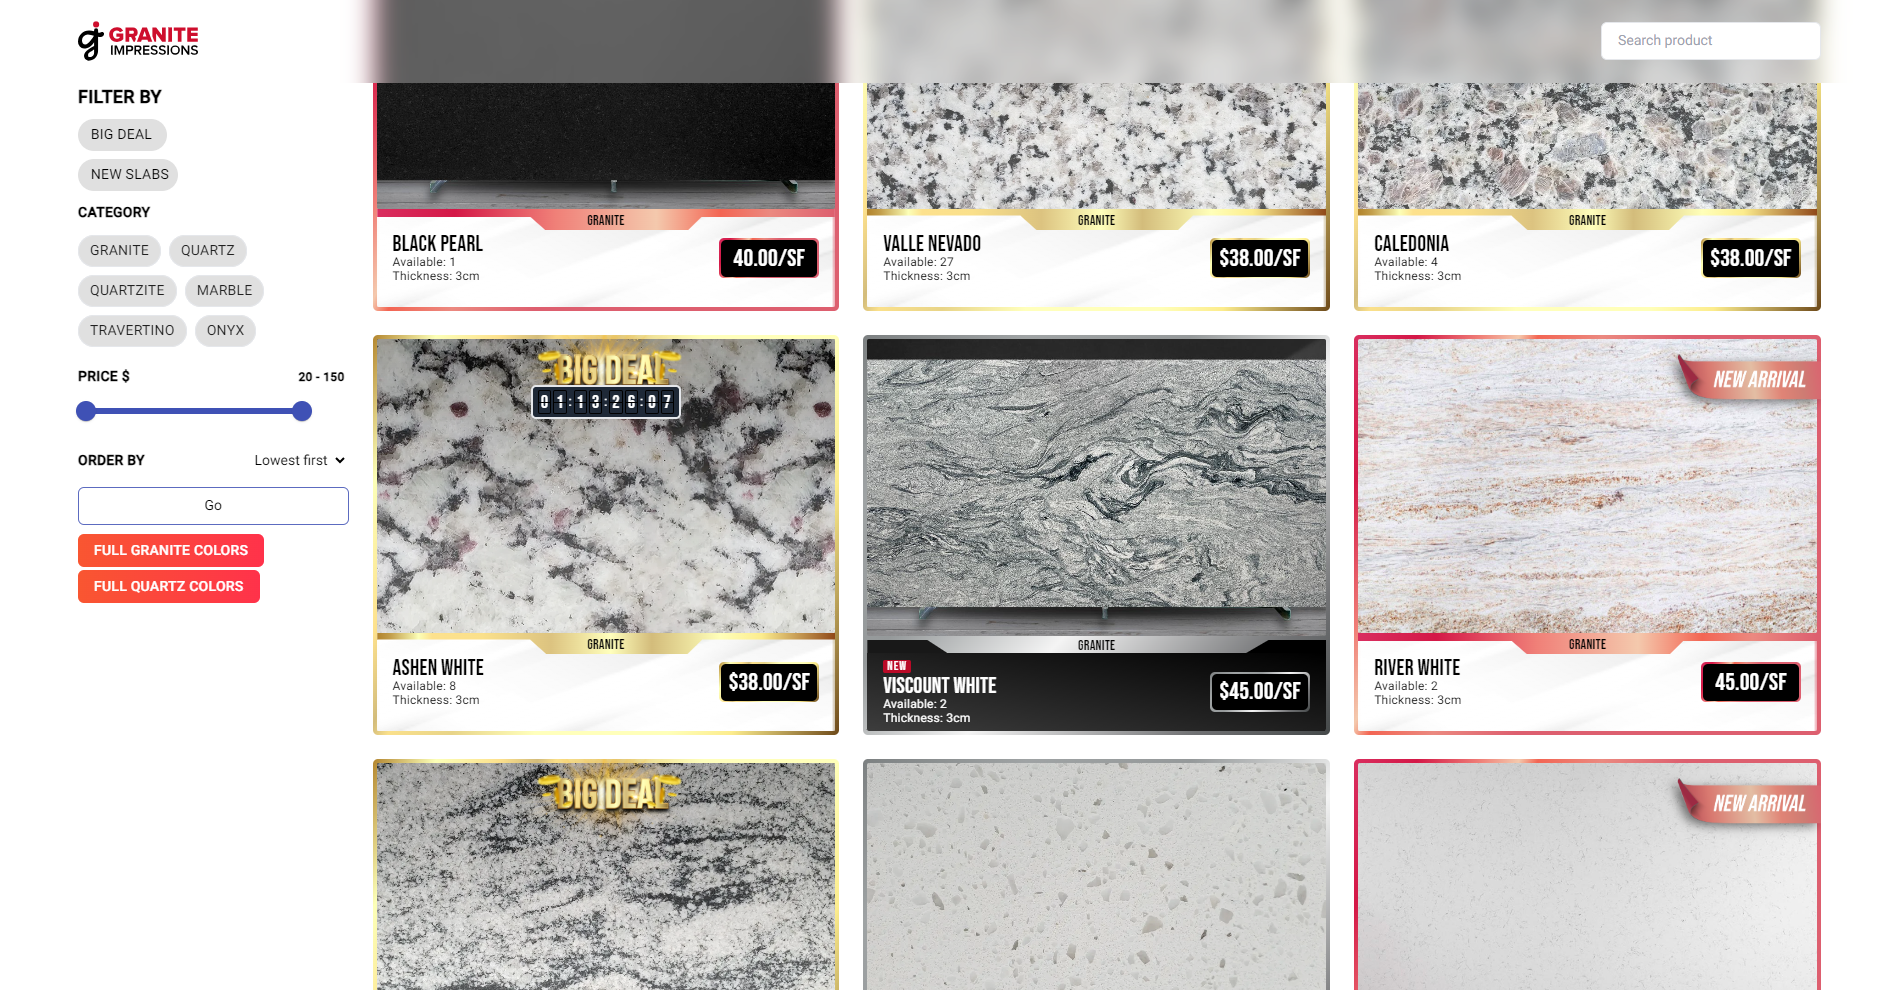 GRANITE
IMPRESSIONS
Search product
FILTER BY
BIG DEAL
NEW SLABS
CATEGORY
GRANITE
QUARTZ
QUARTZITE
MARBLE
TRAVERTINO
ONYX
PRICE $
20 - 150
ORDER BY
Lowest first
Go
FULL GRANITE COLORS
FULL QUARTZ COLORS
GRANITE
BLACK PEARL
Available: 1
Thickness: 3cm
40.00/SF
GRANITE
VALLE NEVADO
Available: 27
Thickness: 3cm
$38.00/SF
GRANITE
CALEDONIA
Available: 4
Thickness: 3cm
$38.00/SF
BIG DEAL
01:13:26:07
GRANITE
ASHEN WHITE
Available: 8
Thickness: 3cm
$38.00/SF
GRANITE
NEW
VISCOUNT WHITE
Available: 2
Thickness: 3cm
$45.00/SF
NEW ARRIVAL
GRANITE
RIVER WHITE
Available: 2
Thickness: 3cm
45.00/SF
BIG DEAL
NEW ARRIVAL